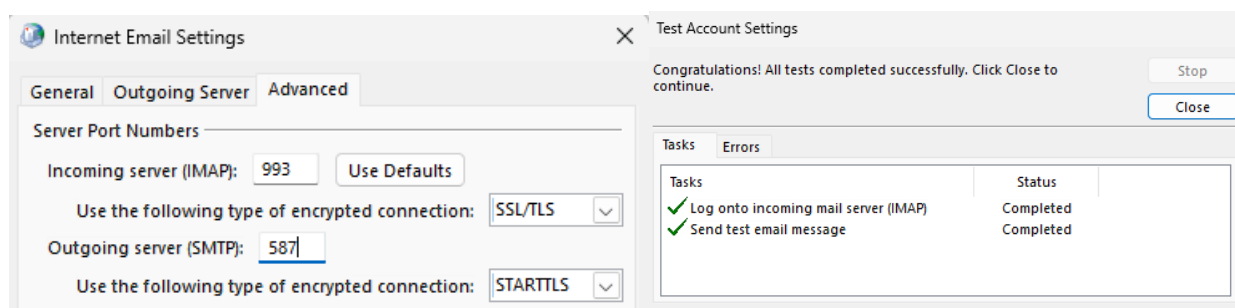 Internet Email Settings
General Outgoing Server Advanced
Server Port Numbers
Incoming server (IMAP): 993 Use Defaults
Use the following type of encrypted connection: SSL/TLS
Outgoing server (SMTP): 587
Use the following type of encrypted connection: STARTTLS
Test Account Settings
Congratulations! All tests completed successfully. Click Close to
continue.
Stop
Close
Tasks Errors
Tasks Status
Log onto incoming mail server (IMAP) Completed
Send test email message Completed